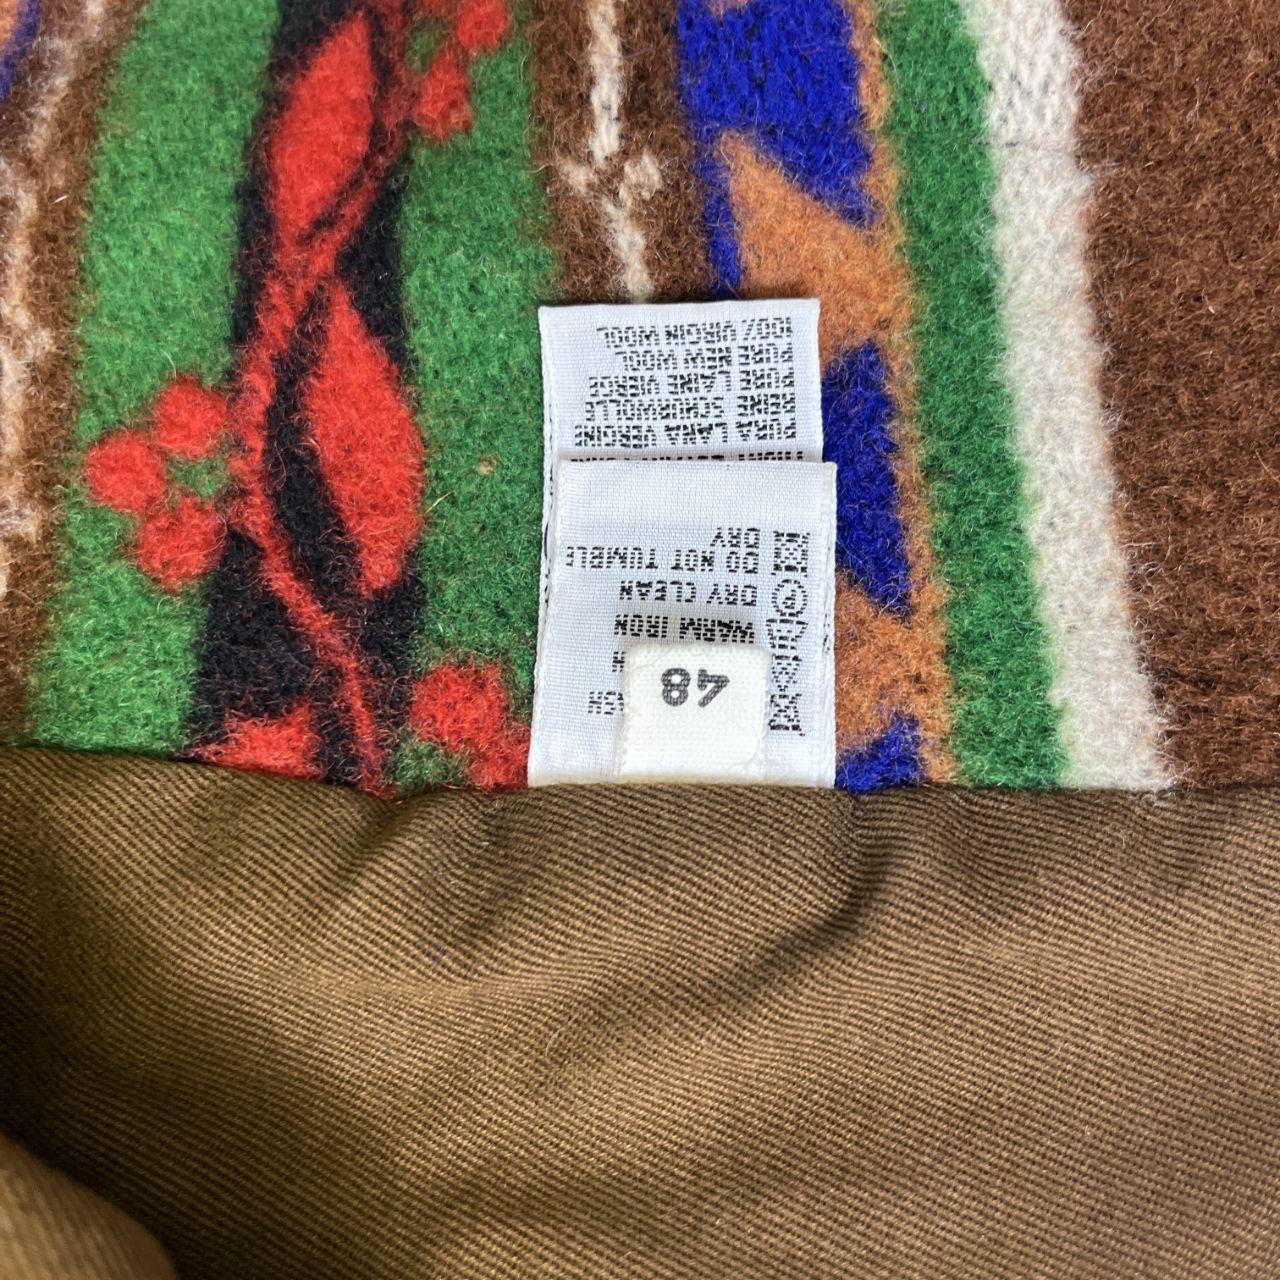 48
WARM IRON
DRY CLEAN
DO NOT TUMBLE
DRY
PURA LANA VERGINE
REINE SCHURWOLLE
PURE LAINE VERGE
PURE NEW WOOL
100% VIRGIN WOOL